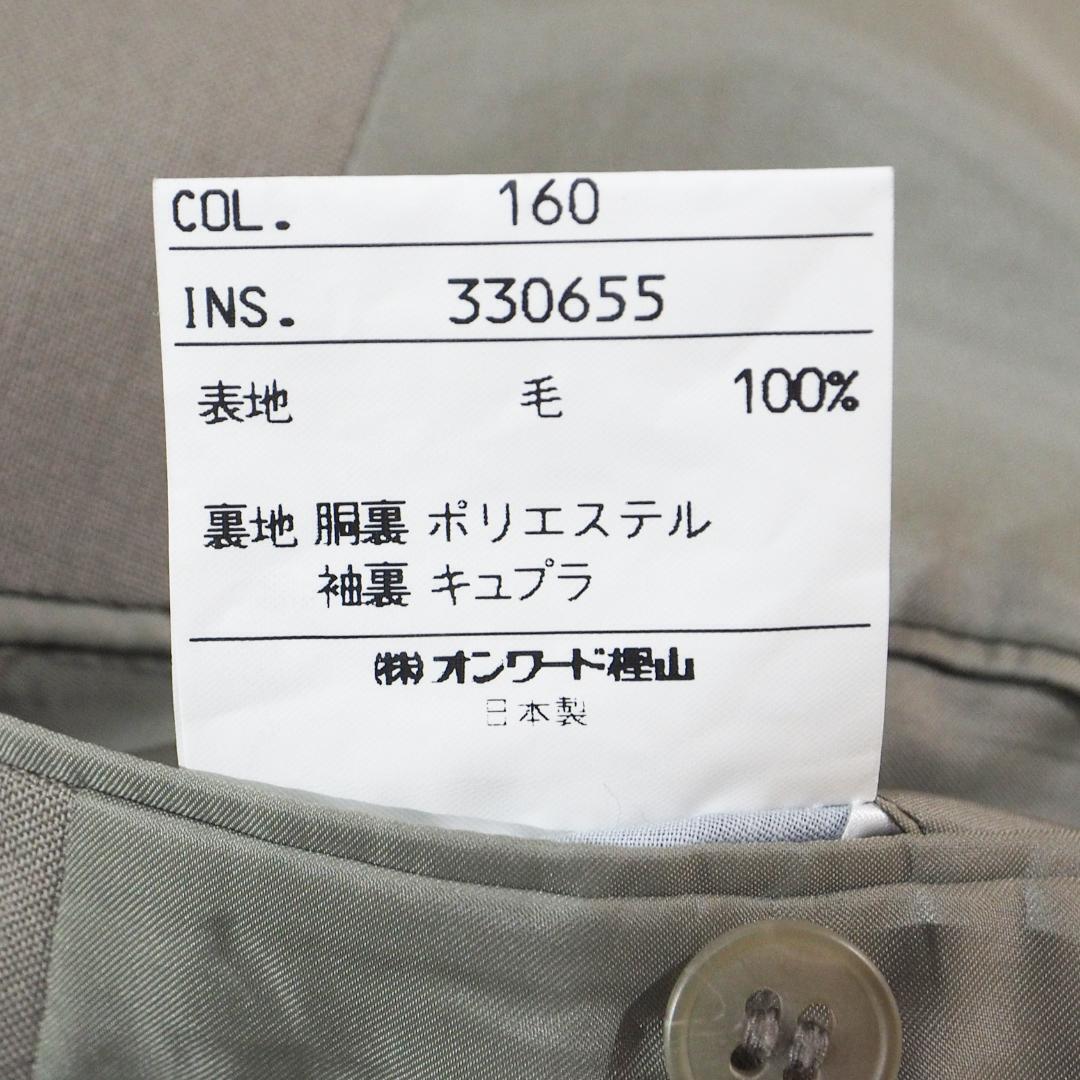 COL. 160
INS. 330655
表地 毛 100%
裏地 胴裏 ポリエステル
袖裏 キュプラ
(株)オンワード樫山
日本製